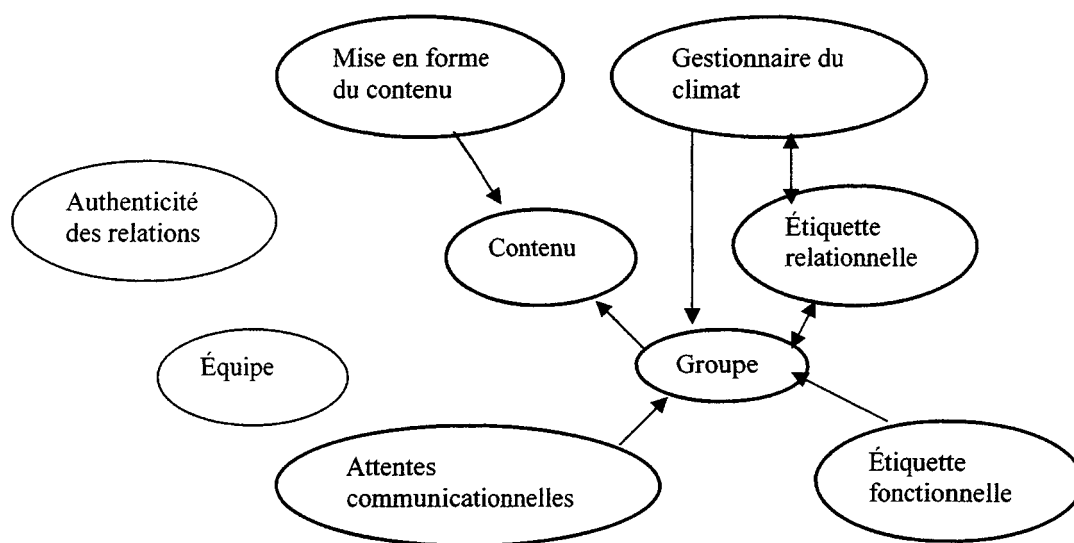 Mise en forme
du contenu
Gestionnaire du
climat
Authenticité
des relations
Contenu
Étiquette
relationnelle
Équipe
Groupe
Attentes
communicationnelles
Étiquette
fonctionnelle